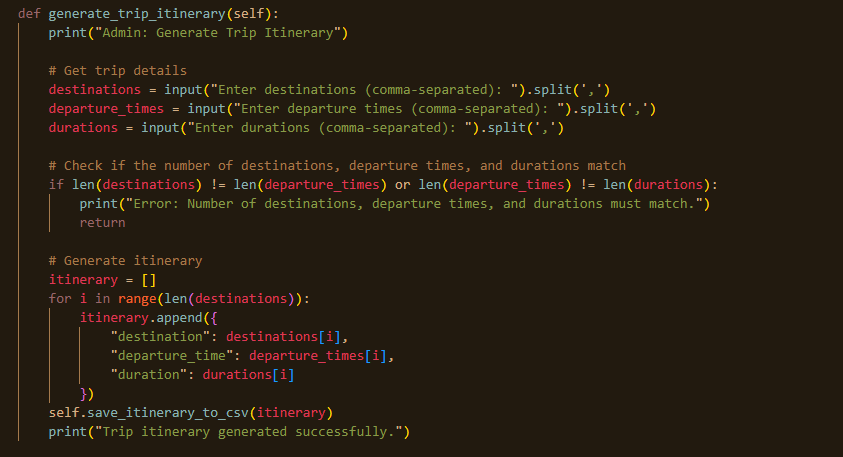 def generate_trip_itinerary(self):
    print("Admin: Generate Trip Itinerary")

    # Get trip details
    destinations = input("Enter destinations (comma-separated): ").split(',')
    departure_times = input("Enter departure times (comma-separated): ").split(',')
    durations = input("Enter durations (comma-separated): ").split(',')

    # Check if the number of destinations, departure times, and durations match
    if len(destinations) != len(departure_times) or len(departure_times) != len(durations):
        print("Error: Number of destinations, departure times, and durations must match.")
        return

    # Generate itinerary
    itinerary = []
    for i in range(len(destinations)):
        itinerary.append({
            "destination": destinations[i],
            "departure_time": departure_times[i],
            "duration": durations[i]
        })
    self.save_itinerary_to_csv(itinerary)
    print("Trip itinerary generated successfully.")